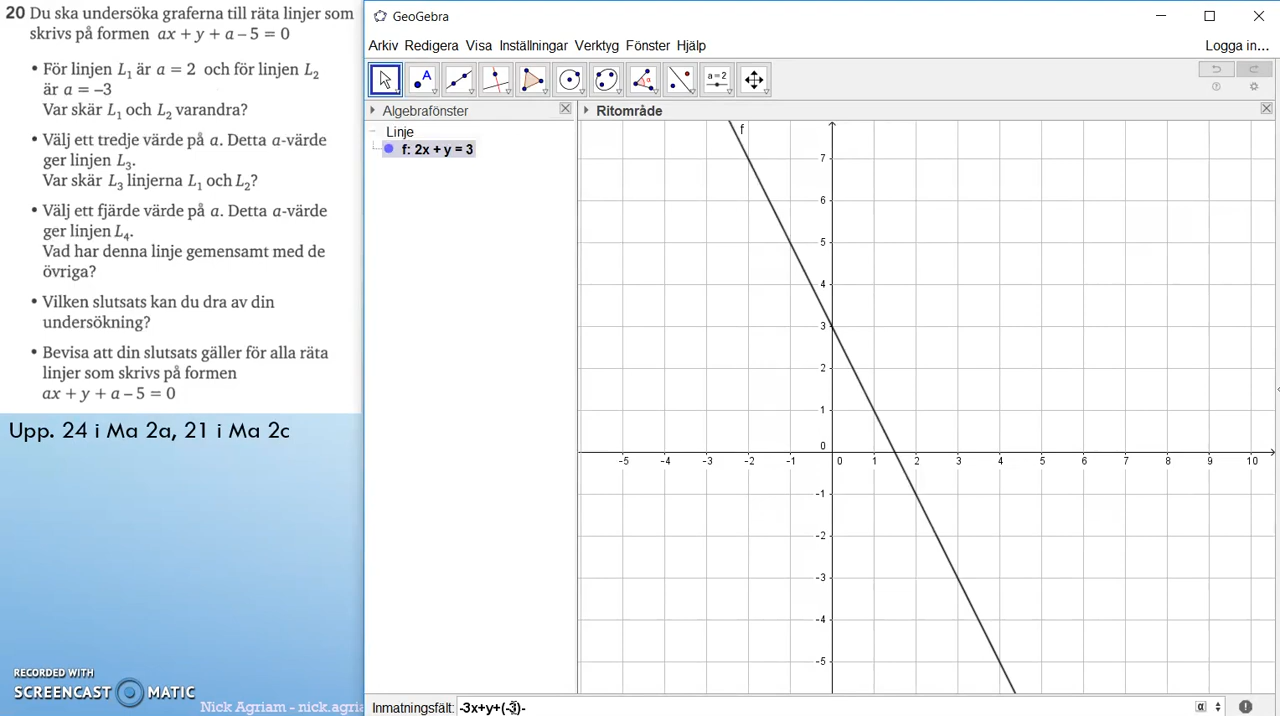 20 Du ska undersöka graferna till räta linjer som
skrivs på formen ax + y + a – 5 = 0
• För linjen L₁ är a = 2 och för linjen L₂
är a = –3
Var skär L₁ och L₂ varandra?
• Välj ett tredje värde på a. Detta a-värde
ger linjen L₃.
Var skär L₃ linjerna L₁ och L₂?
• Välj ett fjärde värde på a. Detta a-värde
ger linjen L₄.
Vad har denna linje gemensamt med de
övriga?
• Vilken slutsats kan du dra av din
undersökning?
• Bevisa att din slutsats gäller för alla räta
linjer som skrivs på formen
ax + y + a – 5 = 0
Upp. 24 i Ma 2a, 21 i Ma 2c
RECORDED WITH
SCREENCAST MATIC
Nick Agriam - nick.agria
GeoGebra
Arkiv Redigera Visa Inställningar Verktyg Fönster Hjälp
Logga in...
A
a = 2
Algebrafönster
Linje
f: 2x + y = 3
Ritområde
f
7
6
5
4
3
2
1
0
-1
-2
-3
-4
-5
-5 -4 -3 -2 -1 0 1 2 3 4 5 6 7 8 9 10
Inmatningsfält: -3x+y+(-3)-
α